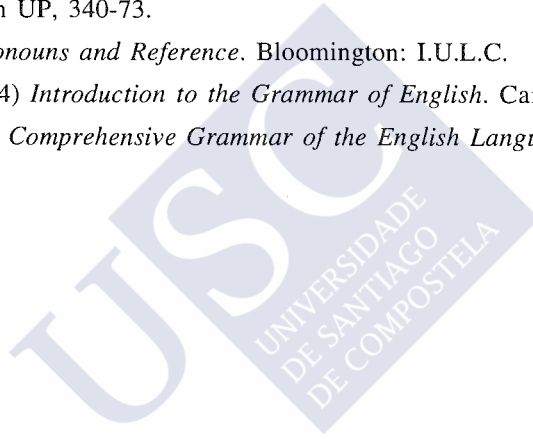 n UP, 340-73.
onouns and Reference. Bloomington: I.U.L.C.
4) Introduction to the Grammar of English. Ca
Comprehensive Grammar of the English Langu
USC
UNIVERSIDADE
DE SANTIAGO
DE COMPOSTELA